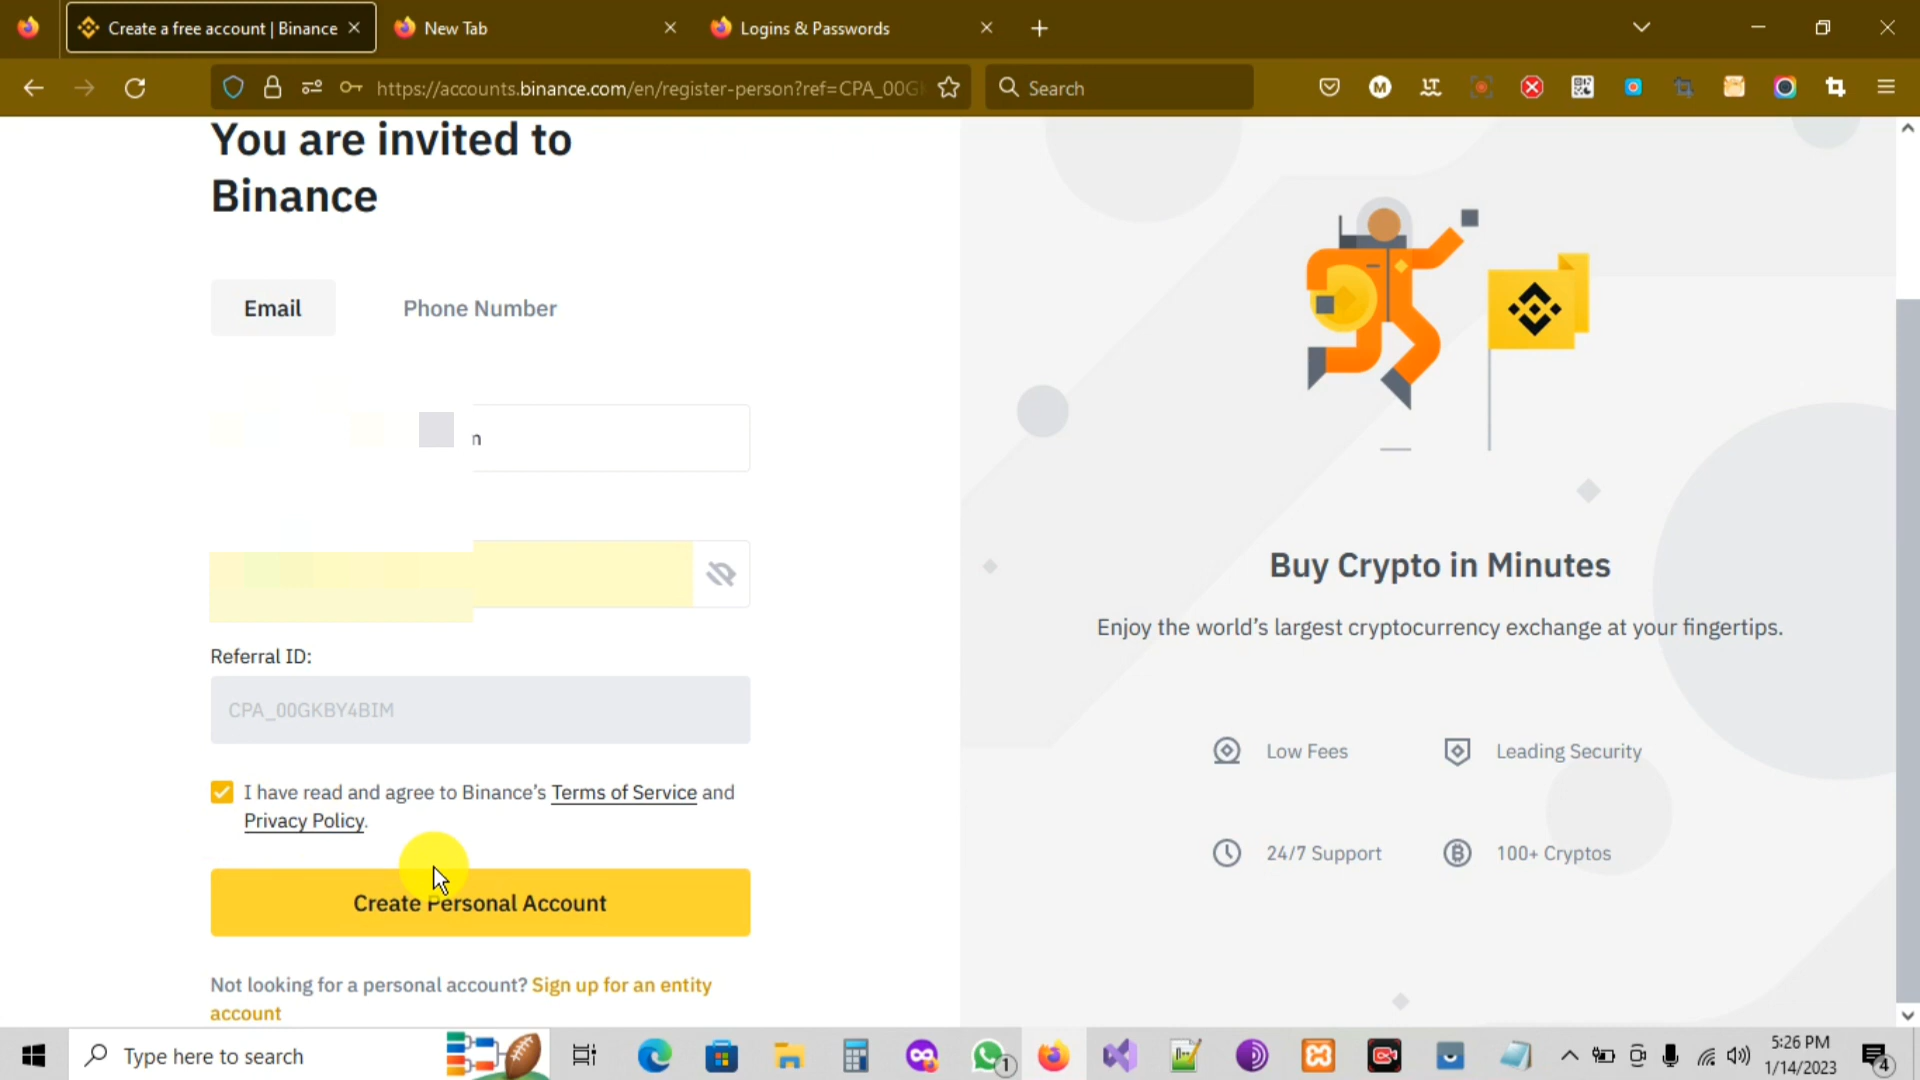 Create a free account | Binance
New Tab
Logins & Passwords
https://accounts.binance.com/en/register-person?ref=CPA_00G
Search
You are invited to
Binance
Email
Phone Number
Referral ID:
CPA_00GKBY4BIM
I have read and agree to Binance's Terms of Service and
Privacy Policy.
Create Personal Account
Not looking for a personal account? Sign up for an entity
account
Buy Crypto in Minutes
Enjoy the world's largest cryptocurrency exchange at your fingertips.
Low Fees
Leading Security
24/7 Support
100+ Cryptos
Type here to search
1
5:26 PM
1/14/2023
4